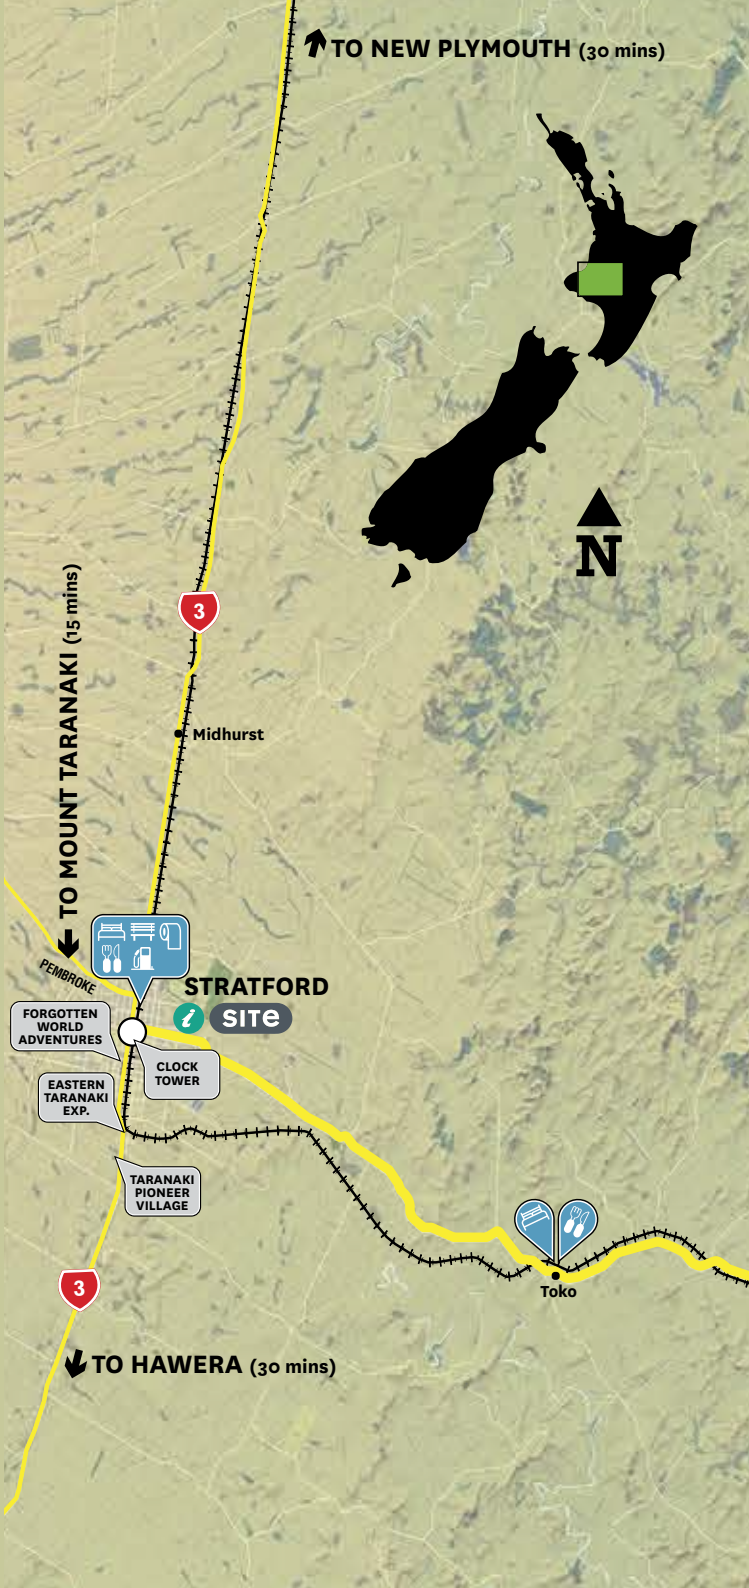 TO NEW PLYMOUTH (30 mins)
N
3
TO MOUNT TARANAKI (15 mins)
Midhurst
PEMBROKE
STRATFORD
i SITe
FORGOTTEN
WORLD
ADVENTURES
CLOCK
TOWER
EASTERN
TARANAKI
EXP.
TARANAKI
PIONEER
VILLAGE
3
Toko
TO HAWERA (30 mins)